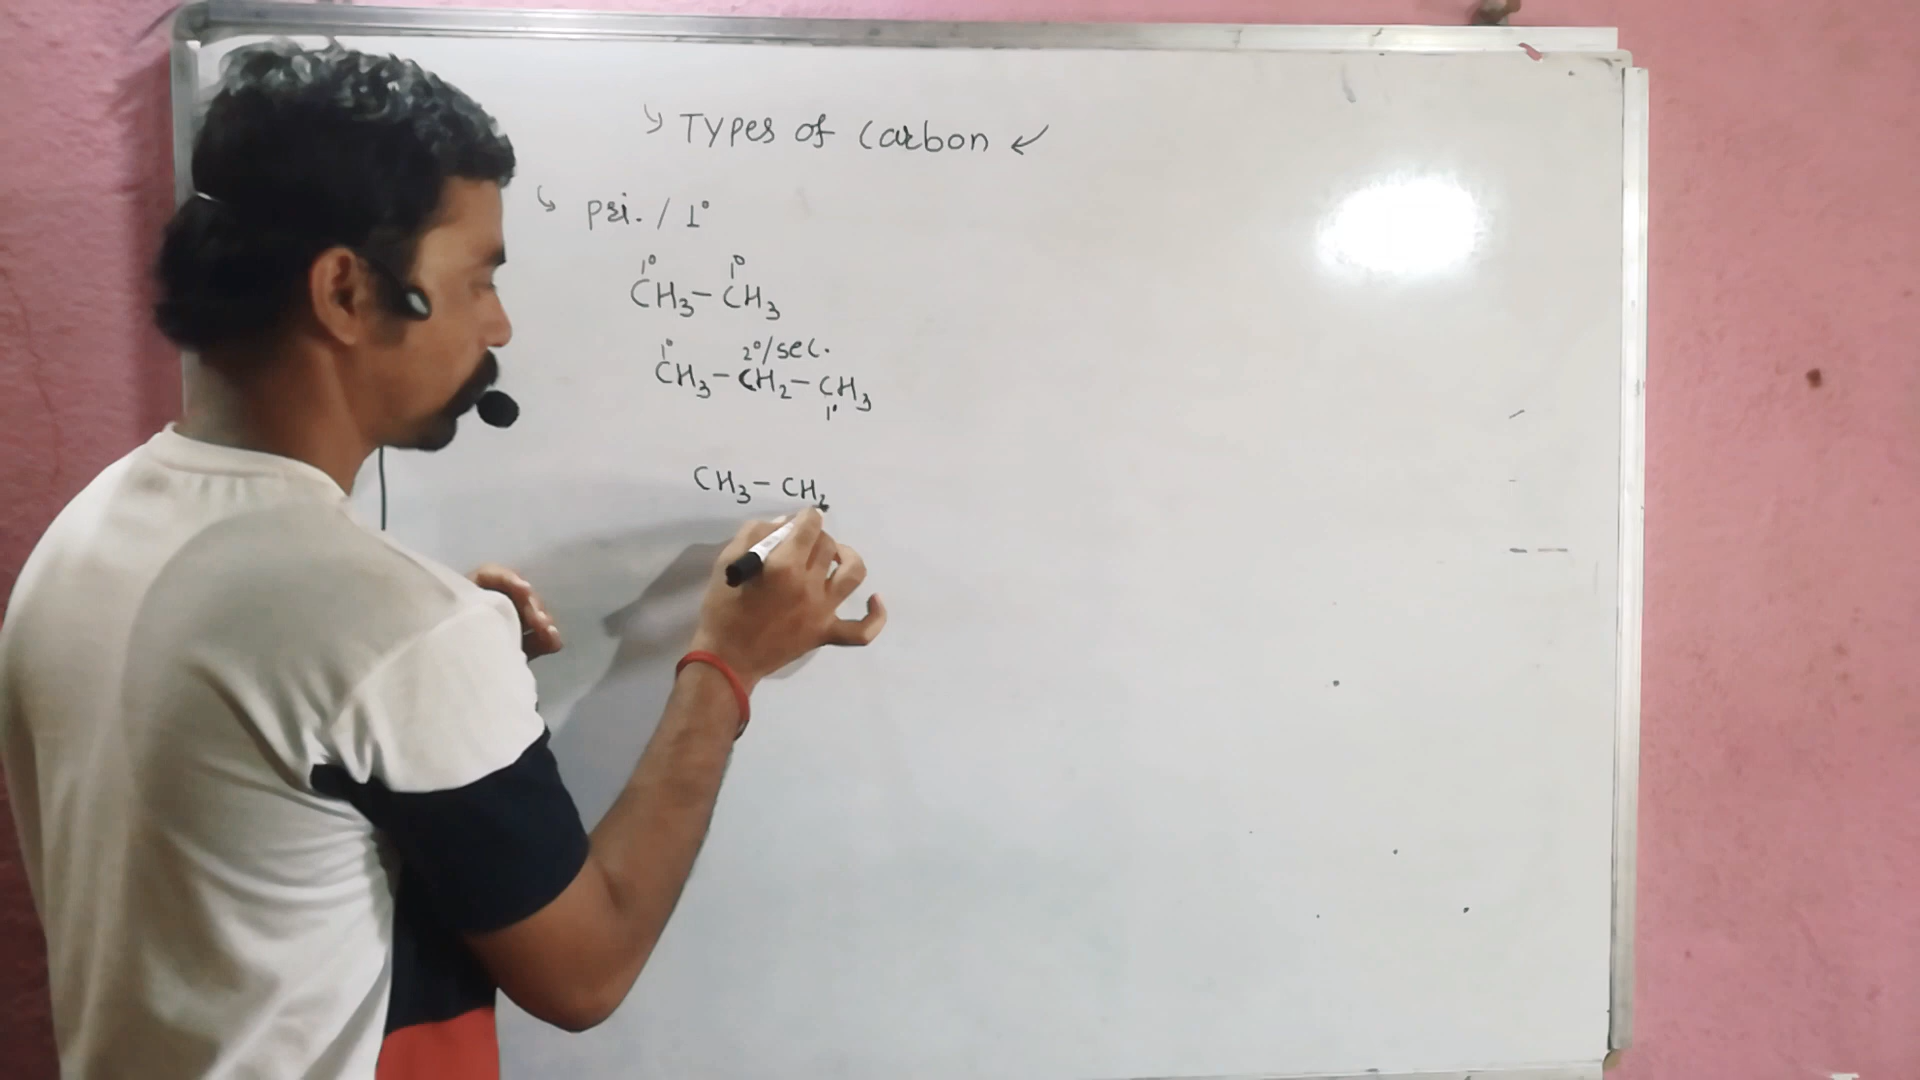 ↳ Types of Carbon ↙
↳ pri. / 1°
1° 1°
CH₃ – CH₃
1° 2°/sec.
CH₃ – CH₂ – CH₃
1°
CH₃ – CH₂